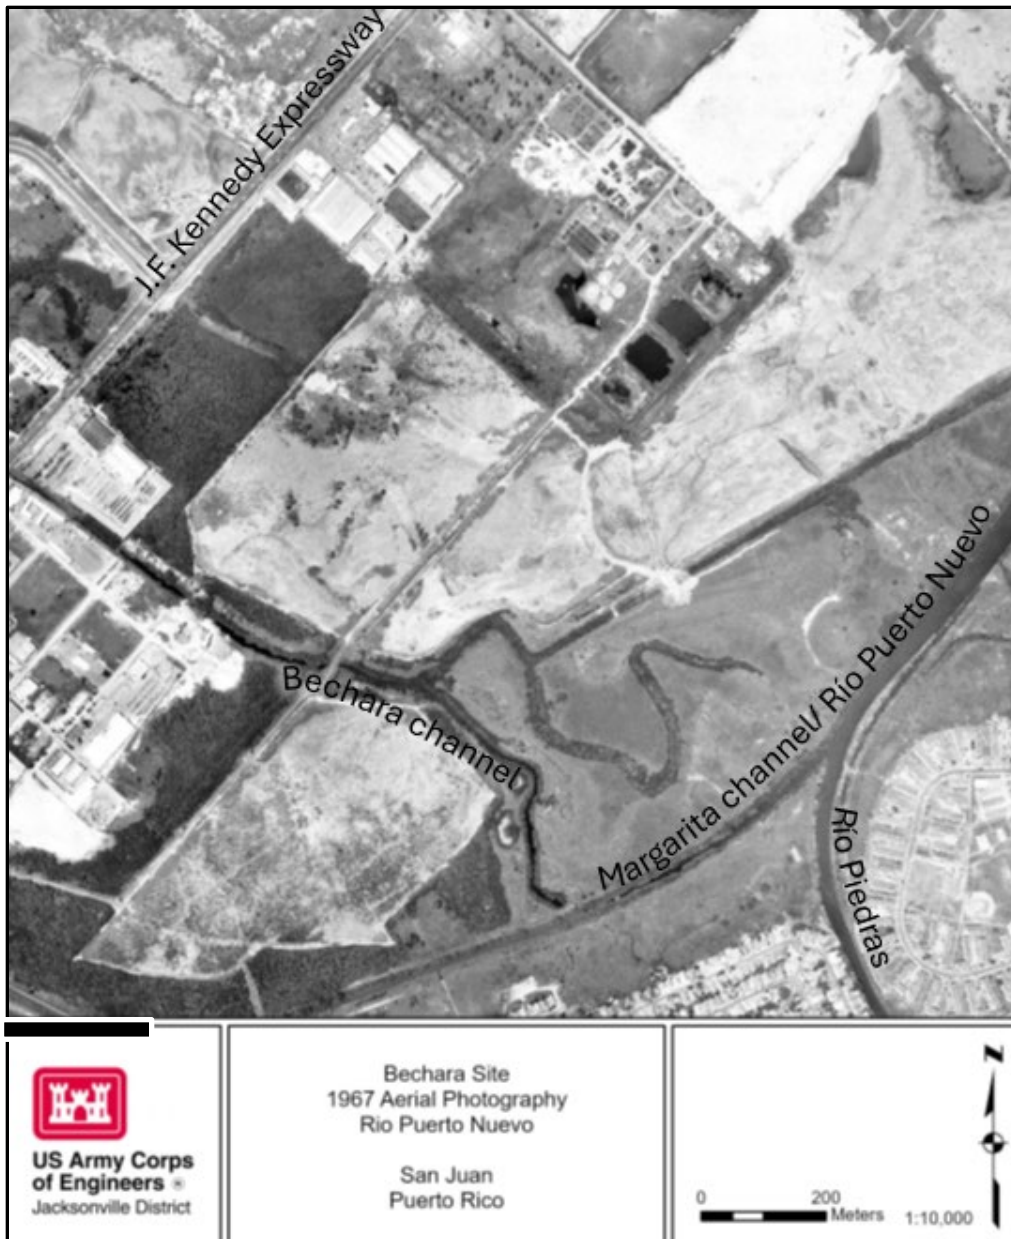 J.F. Kennedy Expressway
Bechara channel
Margarita channel/ Río Puerto Nuevo
Río Piedras
US Army Corps
of Engineers ®
Jacksonville District
Bechara Site
1967 Aerial Photography
Rio Puerto Nuevo
San Juan
Puerto Rico
N
0 200
Meters
1:10,000